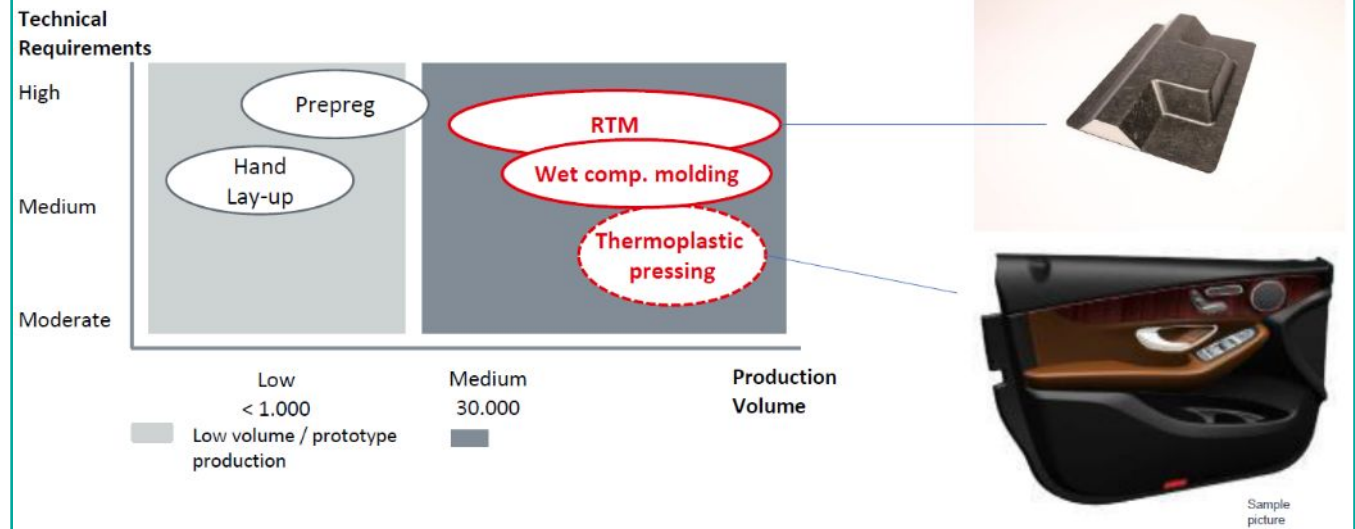 Technical
Requirements
High
Medium
Moderate
Prepreg
Hand
Lay-up
RTM
Wet comp. molding
Thermoplastic
pressing
Low
< 1.000
Medium
30.000
Production
Volume
Low volume / prototype
production
Sample
picture